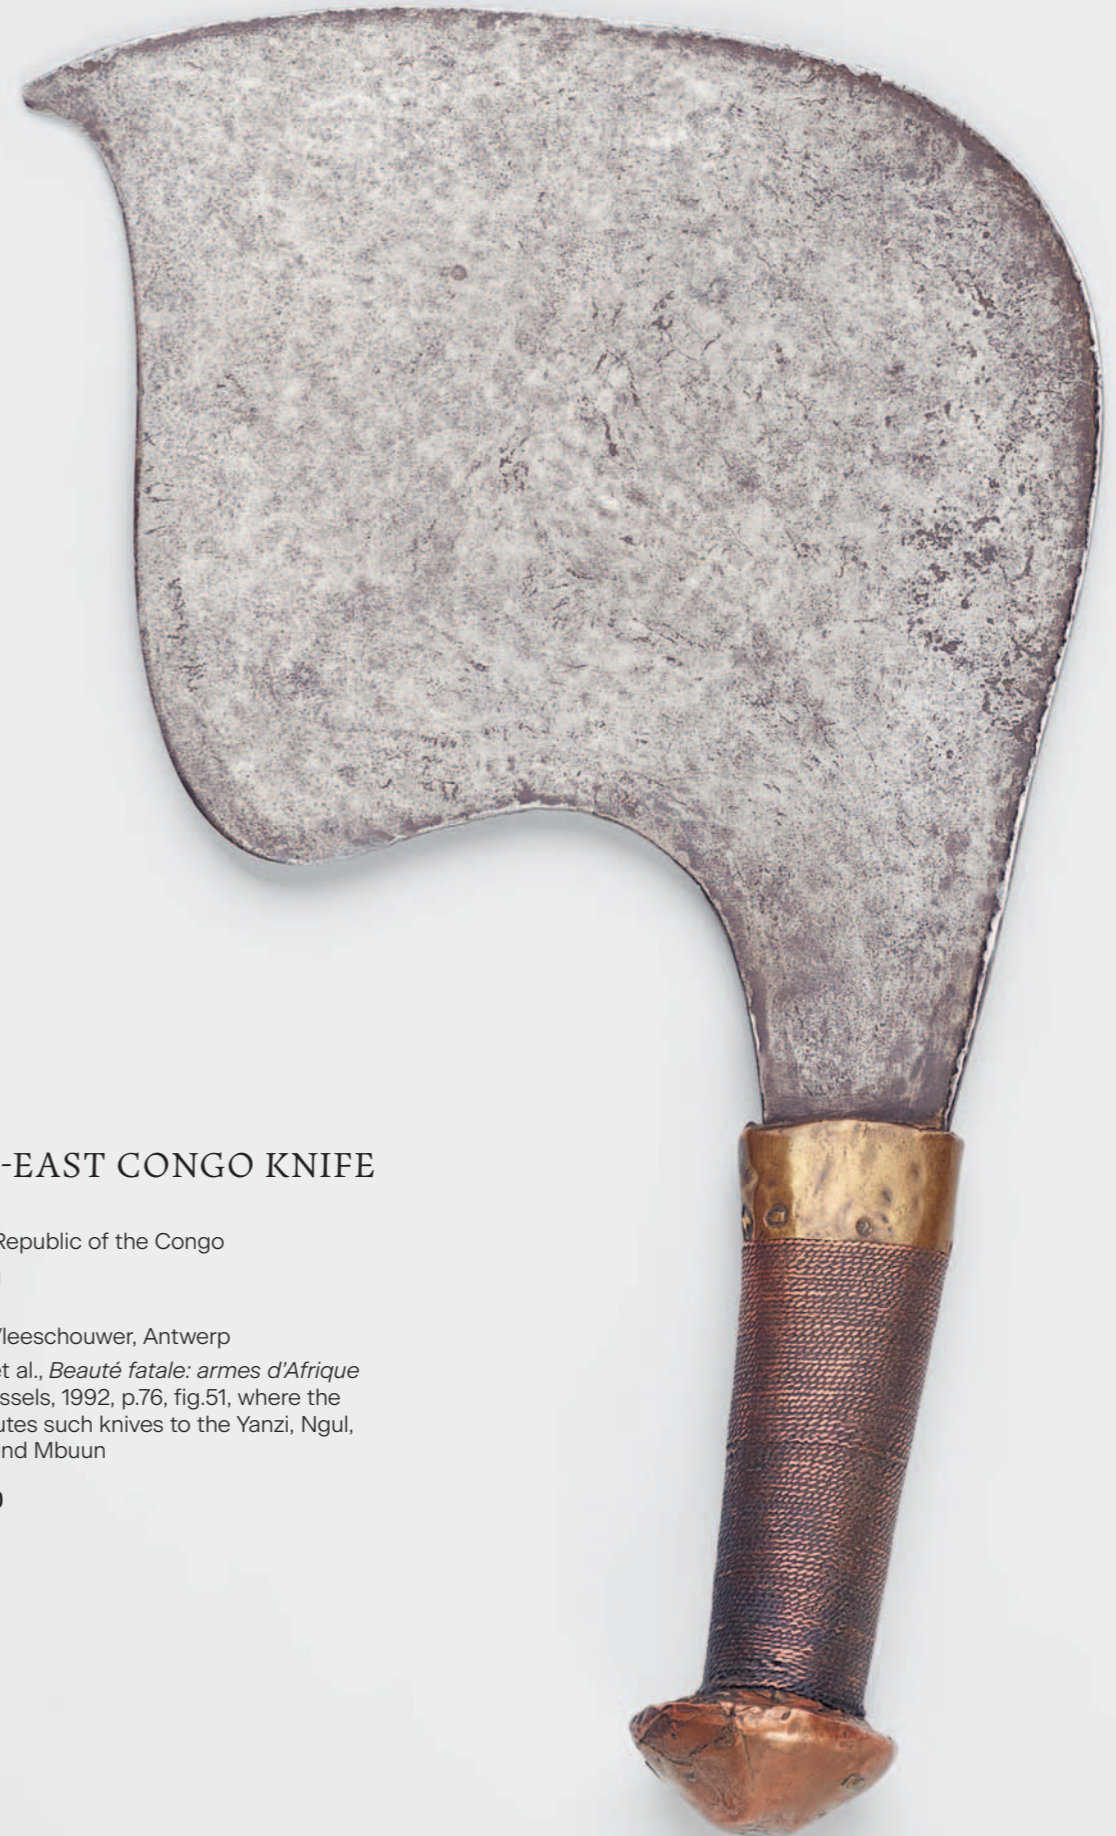 -EAST CONGO KNIFE
Republic of the Congo
Vleeschouwer, Antwerp
et al., Beauté fatale: armes d'Afrique
ssels, 1992, p.76, fig.51, where the
utes such knives to the Yanzi, Ngul,
nd Mbuun